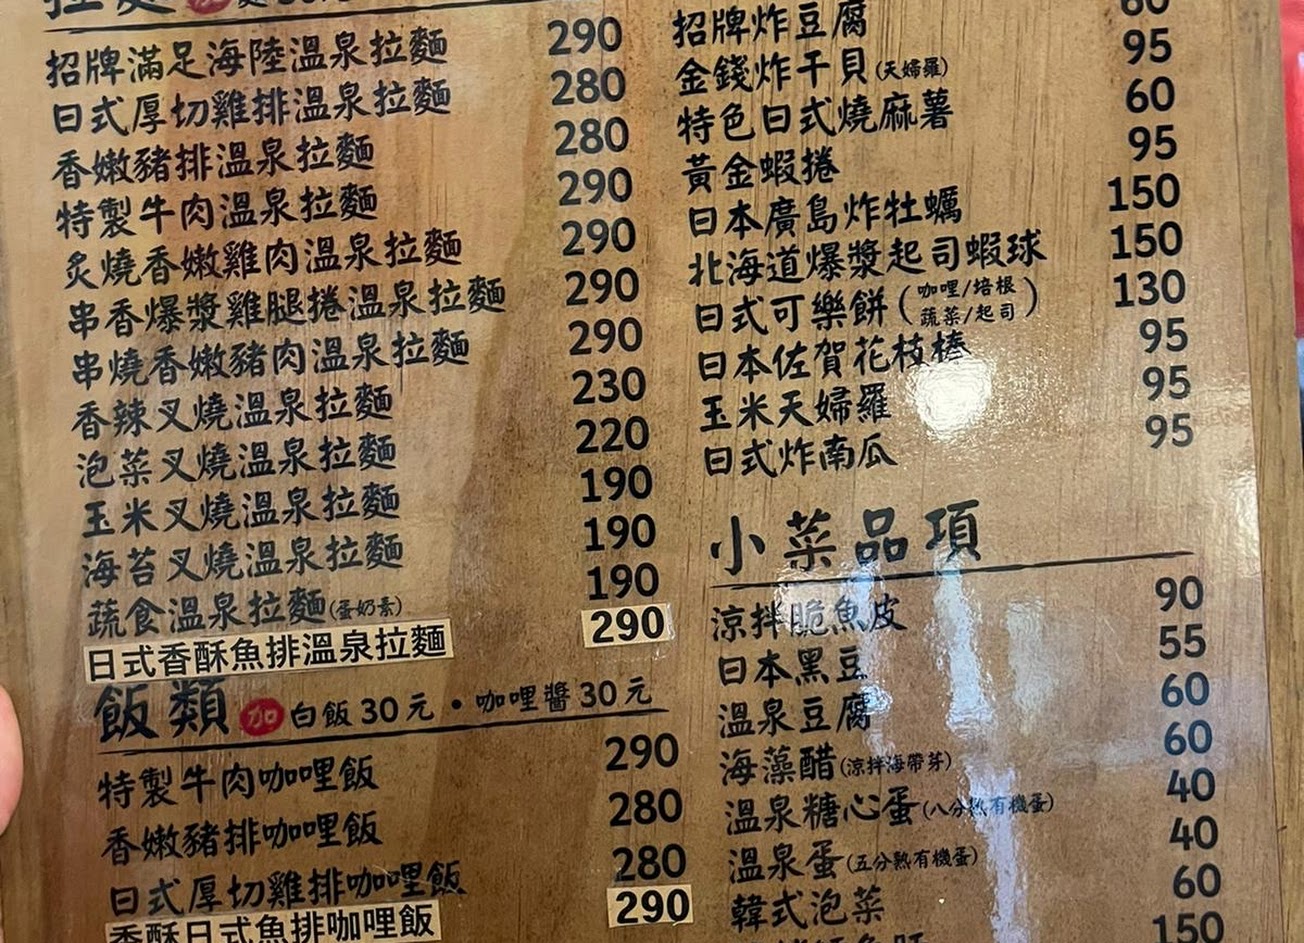 招牌滿足海陸溫泉拉麵 290
日式厚切雞排溫泉拉麵 280
香嫩豬排溫泉拉麵 280
特製牛肉溫泉拉麵 290
炙燒香嫩雞肉溫泉拉麵 290
串香爆漿雞腿捲溫泉拉麵 290
串燒香嫩豬肉溫泉拉麵 290
香辣叉燒溫泉拉麵 230
泡菜叉燒溫泉拉麵 220
玉米叉燒溫泉拉麵 190
海苔叉燒溫泉拉麵 190
蔬食溫泉拉麵(蛋奶素) 190
日式香酥魚排溫泉拉麵 290
飯類 加 白飯30元・咖哩醬30元
特製牛肉咖哩飯 290
香嫩豬排咖哩飯 280
日式厚切雞排咖哩飯 280
香酥日式魚排咖哩飯 290
招牌炸豆腐 60
金錢炸干貝(天婦羅) 95
特色日式燒麻薯 60
黃金蝦捲 95
日本廣島炸牡蠣 150
北海道爆漿起司蝦球 150
日式可樂餅(咖哩/培根 蔬菜/起司) 130
日本佐賀花枝棒 95
玉米天婦羅 95
日式炸南瓜 95
小菜品項
涼拌脆魚皮 90
日本黑豆 55
溫泉豆腐 60
海藻醋(涼拌海帶芽) 60
溫泉糖心蛋(八分熟有機蛋) 40
溫泉蛋(五分熟有機蛋) 40
韓式泡菜 60
150